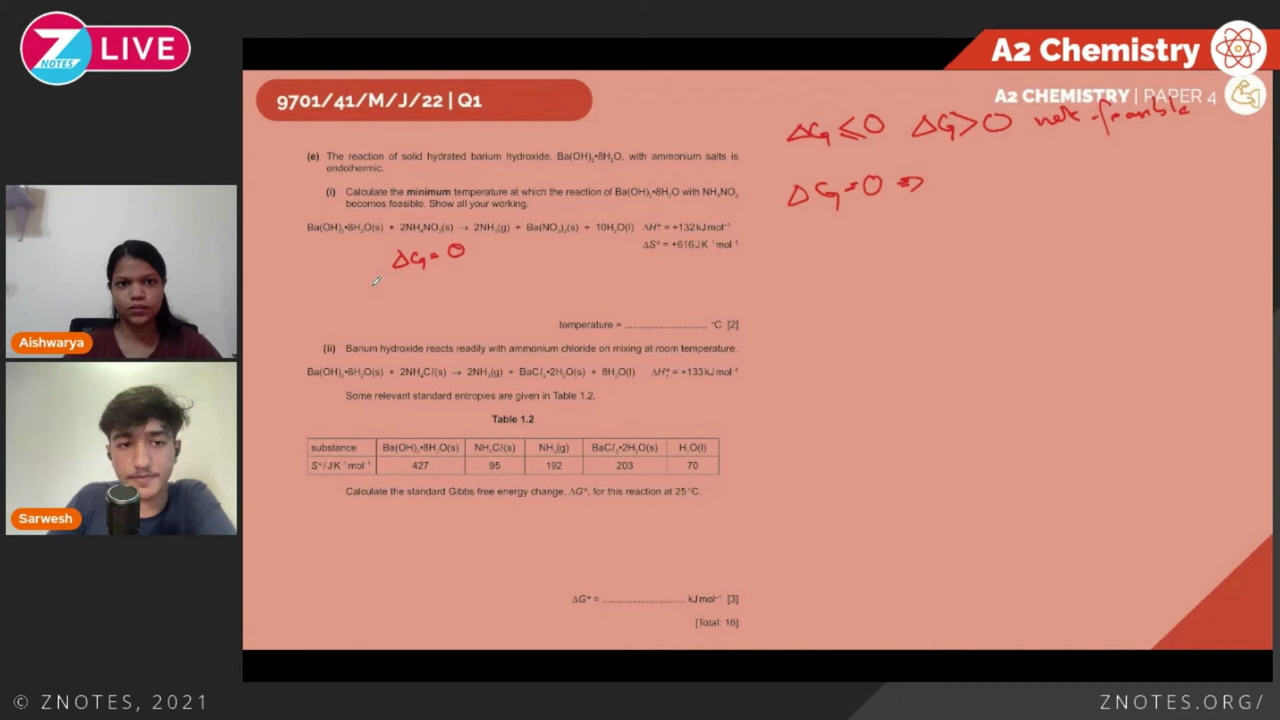 Z NOTES LIVE
A2 Chemistry
9701/41/M/J/22 | Q1
A2 CHEMISTRY | PAPER 4
ΔG ≤ 0 ΔG > 0 not feasible
ΔG = 0 ⇒
(e) The reaction of solid hydrated barium hydroxide, Ba(OH)₂•8H₂O, with ammonium salts is
endothermic.
(i) Calculate the minimum temperature at which the reaction of Ba(OH)₂•8H₂O with NH₄NO₃
becomes feasible. Show all your working.
Ba(OH)₂•8H₂O(s) + 2NH₄NO₃(s) → 2NH₃(g) + Ba(NO₃)₂(s) + 10H₂O(l) ΔH° = +132 kJ mol⁻¹
ΔS° = +616 J K⁻¹ mol⁻¹
ΔG = 0
temperature = ............................ °C [2]
(ii) Barium hydroxide reacts readily with ammonium chloride on mixing at room temperature.
Ba(OH)₂•8H₂O(s) + 2NH₄Cl(s) → 2NH₃(g) + BaCl₂•2H₂O(s) + 8H₂O(l) ΔH°ᵣ = +133 kJ mol⁻¹
Some relevant standard entropies are given in Table 1.2.
Table 1.2
substance Ba(OH)₂•8H₂O(s) NH₄Cl(s) NH₃(g) BaCl₂•2H₂O(s) H₂O(l)
S°/J K⁻¹ mol⁻¹ 427 95 192 203 70
Calculate the standard Gibbs free energy change, ΔG°, for this reaction at 25 °C.
ΔG° = ............................ kJ mol⁻¹ [3]
[Total: 16]
Aishwarya
Sarwesh
© ZNOTES, 2021
ZNOTES.ORG/